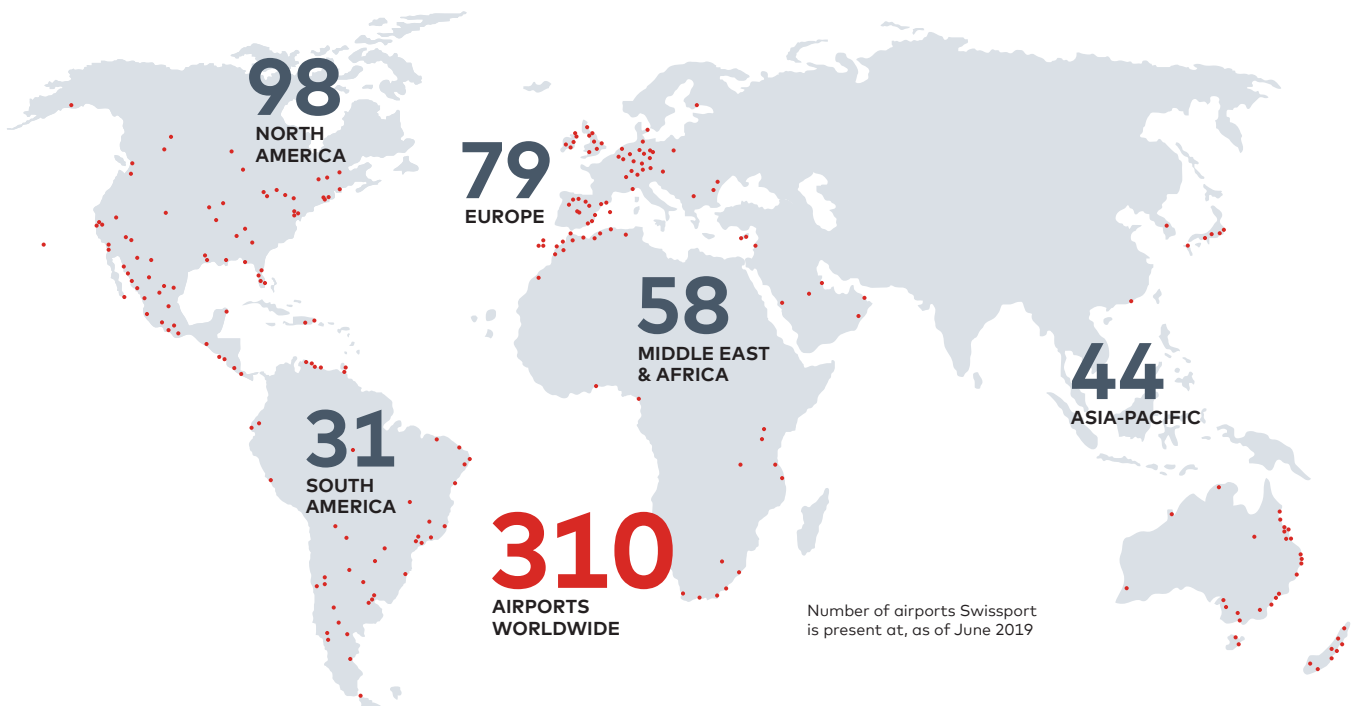 98
NORTH
AMERICA
79
EUROPE
58
MIDDLE EAST
& AFRICA
44
ASIA-PACIFIC
31
SOUTH
AMERICA
310
AIRPORTS
WORLDWIDE
Number of airports Swissport
is present at, as of June 2019